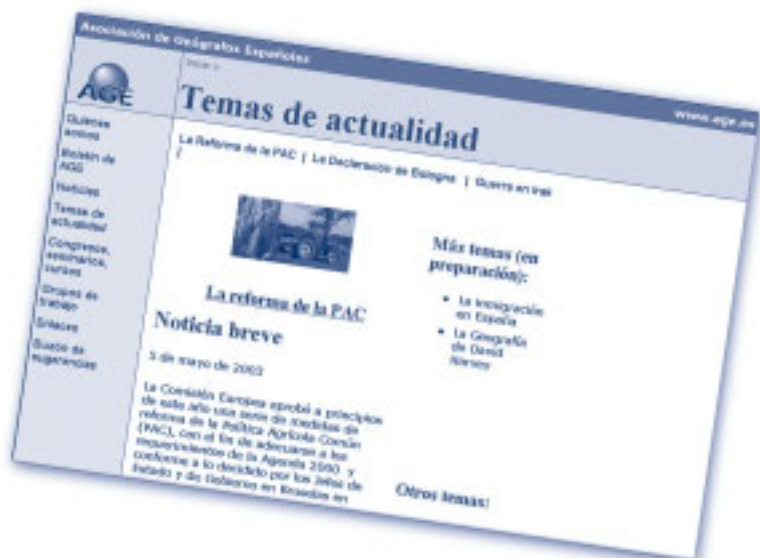 Asociación de Geógrafos Españoles
www.age.es
AGE
Inicio >
Temas de actualidad
Quienes
somos
Boletín de
AGE
Noticias
Temas de
actualidad
Congresos,
seminarios,
cursos
Grupos de
trabajo
Enlaces
Buzón de
sugerencias
La Reforma de la PAC | La Declaración de Bologna | Guerra en Irak
|
La reforma de la PAC
Noticia breve
5 de mayo de 2003
La Comisión Europea aprobó a principios
de este año una serie de medidas de
reforma de la Política Agrícola Común
(PAC), con el fin de adecuarse a los
requerimientos de la Agenda 2000 y
conforme a lo decidido por los Jefes de
Estado y de Gobierno en Bruselas en
Más temas (en
preparación):
• La Inmigración
en España
• La Geografía
de David
Harvey
Otros temas: